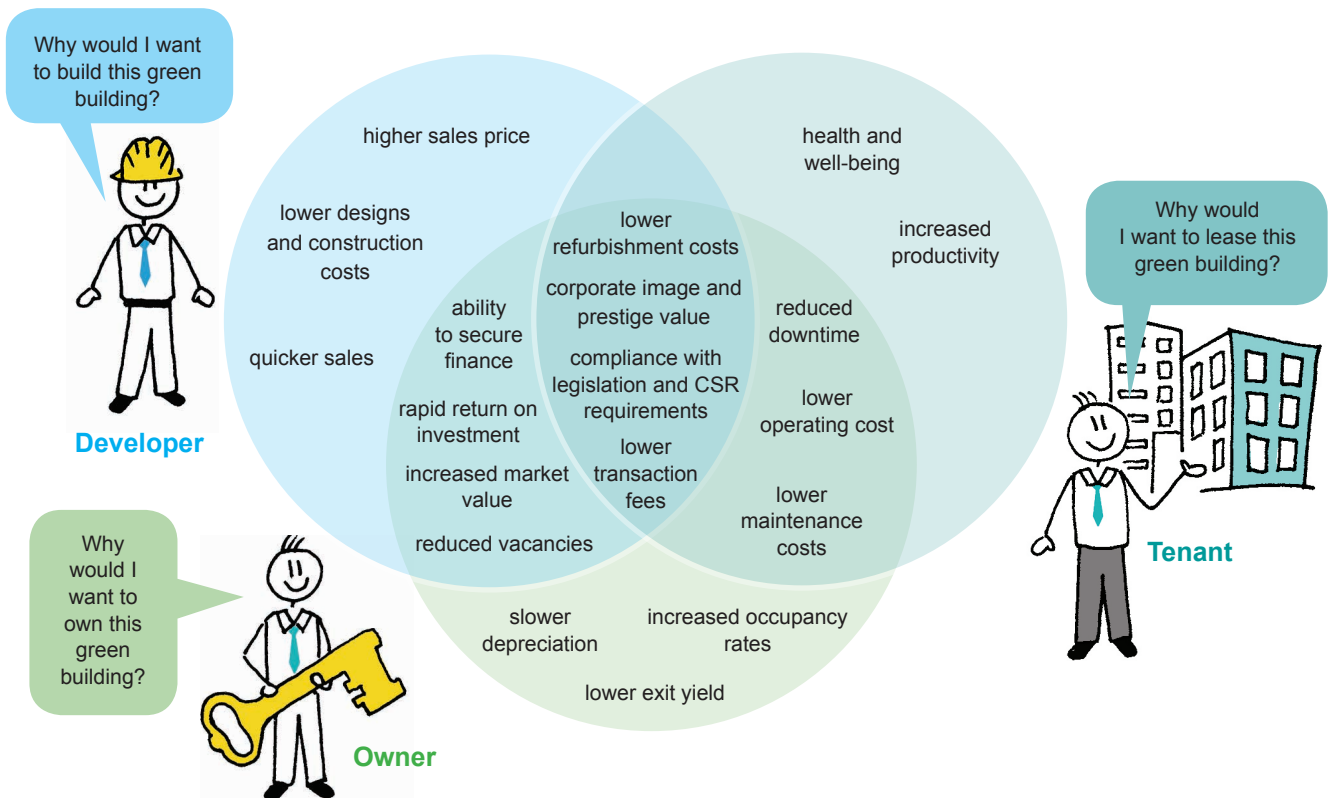 Why would I want
to build this green
building?
Developer
higher sales price
lower designs
and construction
costs
quicker sales
ability
to secure
finance
rapid return on
investment
increased market
value
reduced vacancies
lower
refurbishment costs
corporate image and
prestige value
compliance with
legislation and CSR
requirements
lower
transaction
fees
health and
well-being
increased
productivity
reduced
downtime
lower
operating cost
lower
maintenance
costs
Why would
I want to lease this
green building?
Tenant
Why
would I
want to
own this
green
building?
Owner
slower
depreciation
increased occupancy
rates
lower exit yield